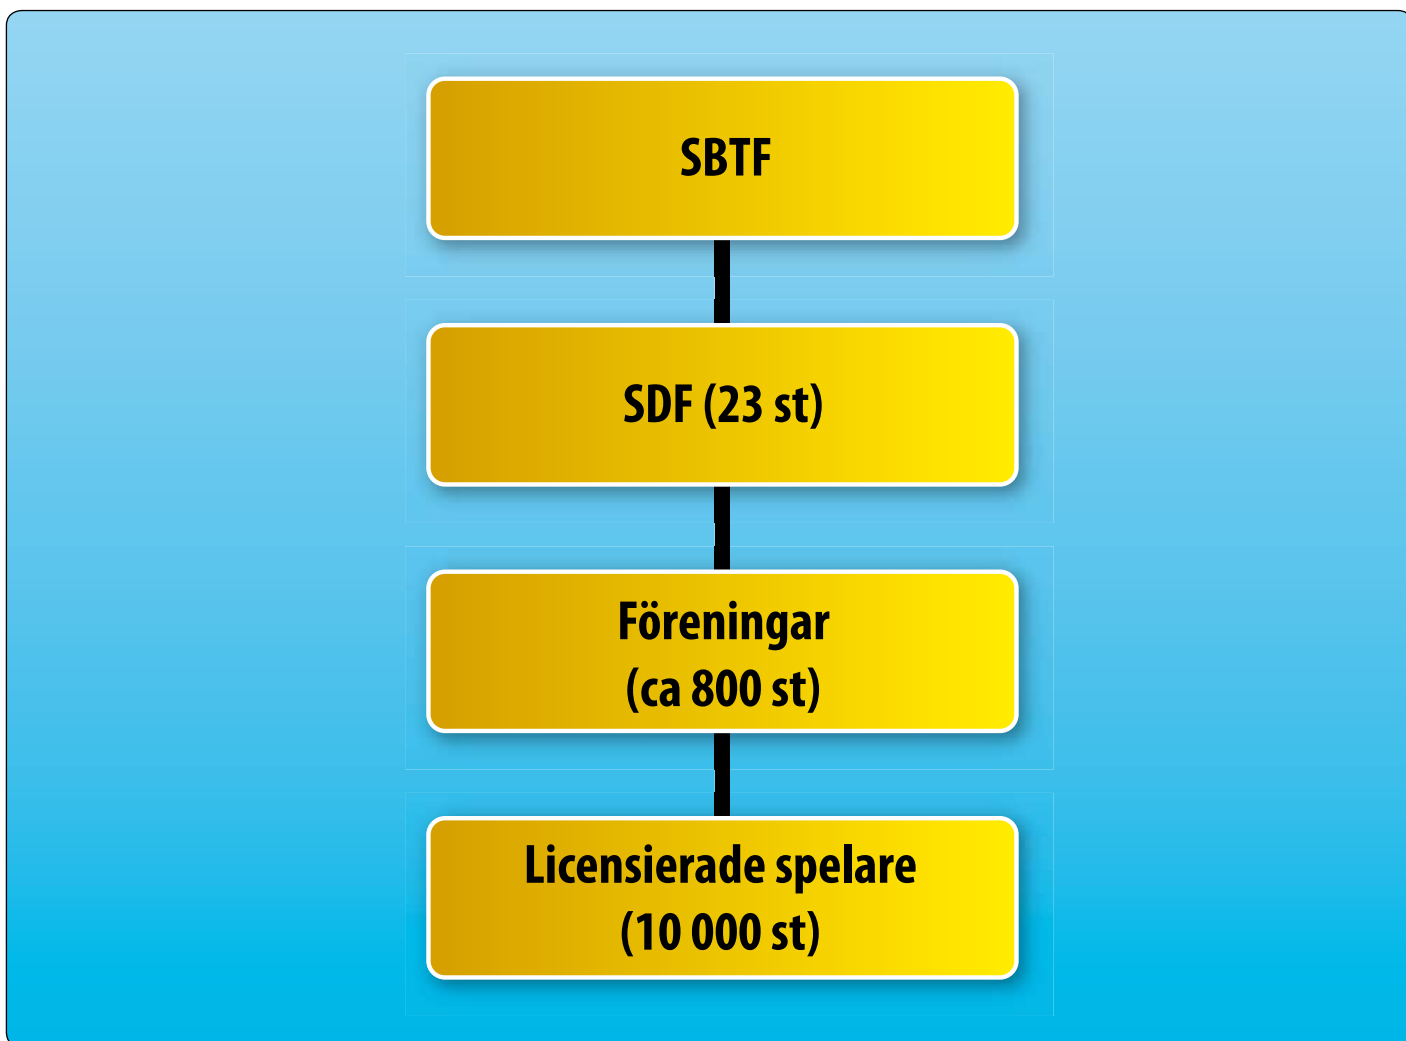 SBTF
SDF (23 st)
Föreningar
(ca 800 st)
Licensierade spelare
(10 000 st)